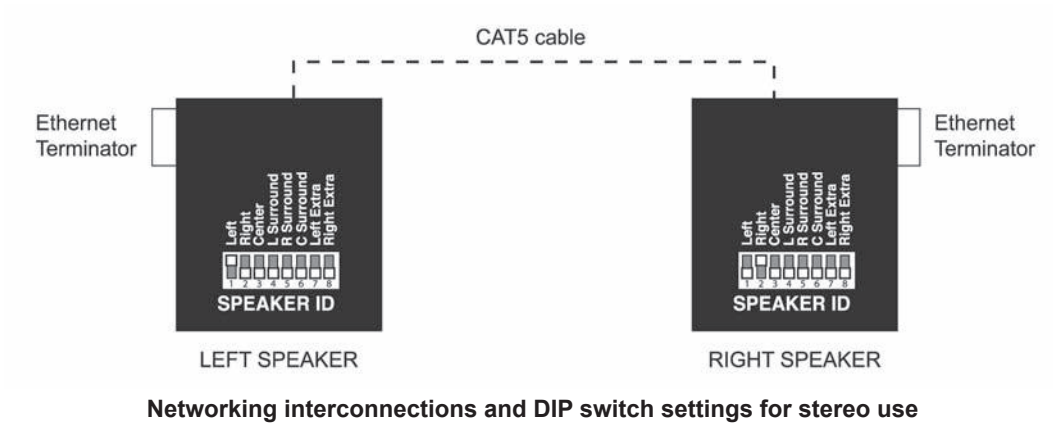 CAT5 cable
Ethernet
Terminator
Left
Right
Center
L Surround
R Surround
C Surround
Left Extra
Right Extra
1 2 3 4 5 6 7 8
SPEAKER ID
LEFT SPEAKER
Ethernet
Terminator
Left
Right
Center
L Surround
R Surround
C Surround
Left Extra
Right Extra
1 2 3 4 5 6 7 8
SPEAKER ID
RIGHT SPEAKER
Networking interconnections and DIP switch settings for stereo use